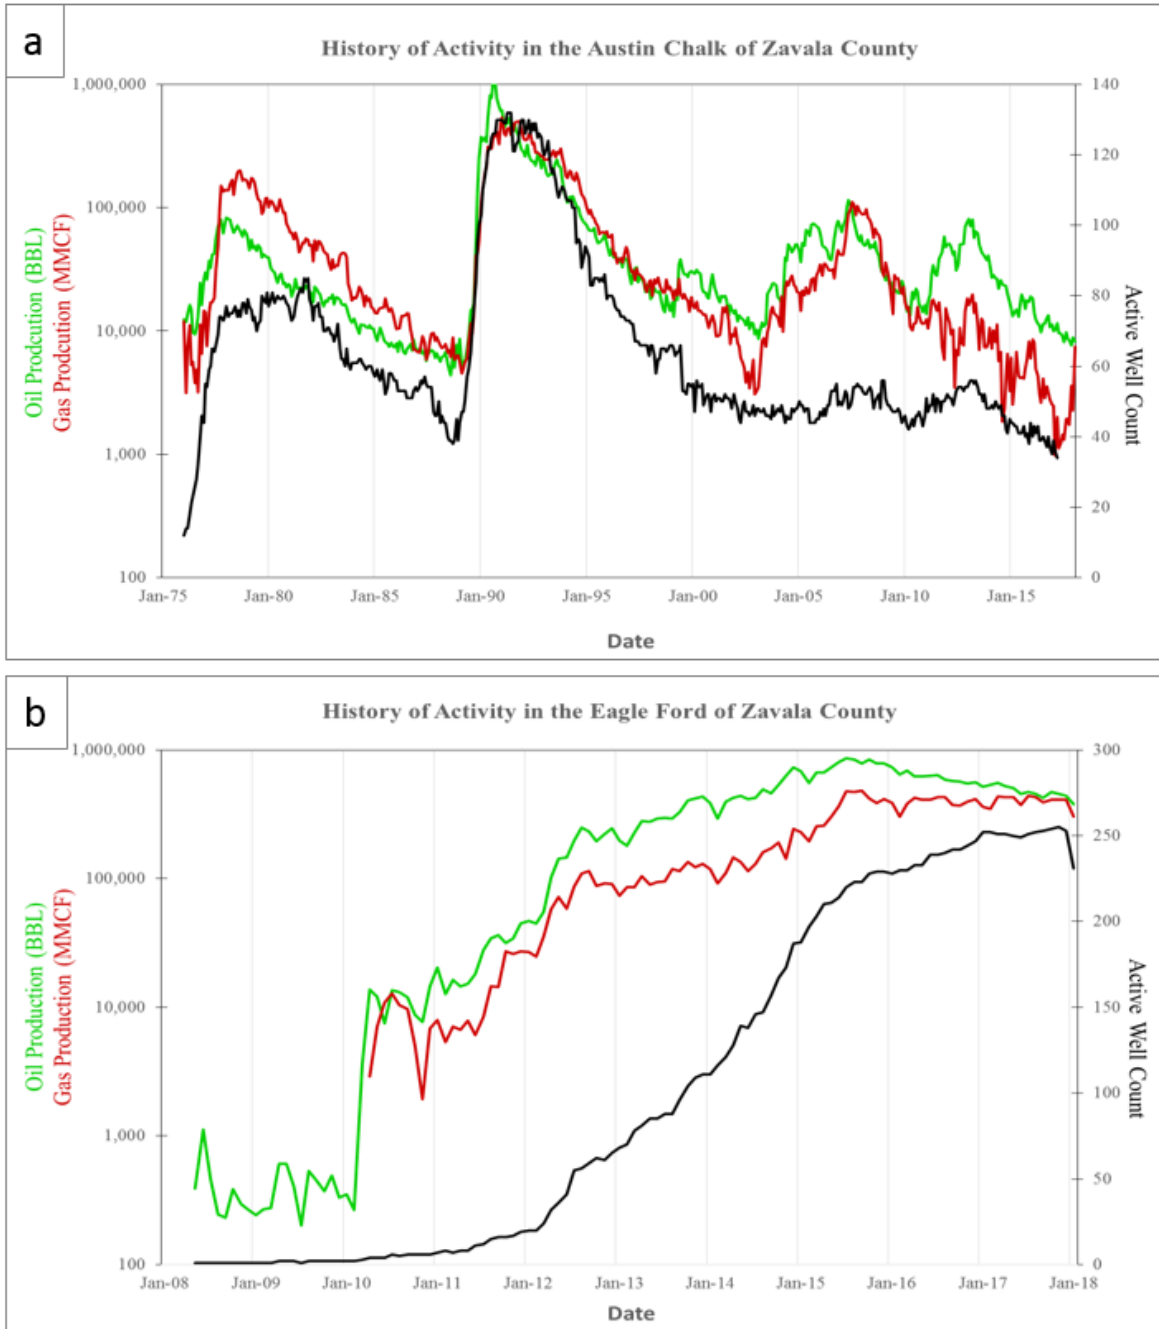 a
History of Activity in the Austin Chalk of Zavala County
1,000,000
100,000
10,000
1,000
100
140
120
100
80
60
40
20
0
Oil Prodcution (BBL)
Gas Prodcution (MMCF)
Active Well Count
Jan-75 Jan-80 Jan-85 Jan-90 Jan-95 Jan-00 Jan-05 Jan-10 Jan-15
Date
b
History of Activity in the Eagle Ford of Zavala County
1,000,000
100,000
10,000
1,000
100
300
250
200
150
100
50
0
Oil Production (BBL)
Gas Production (MMCF)
Active Well Count
Jan-08 Jan-09 Jan-10 Jan-11 Jan-12 Jan-13 Jan-14 Jan-15 Jan-16 Jan-17 Jan-18
Date